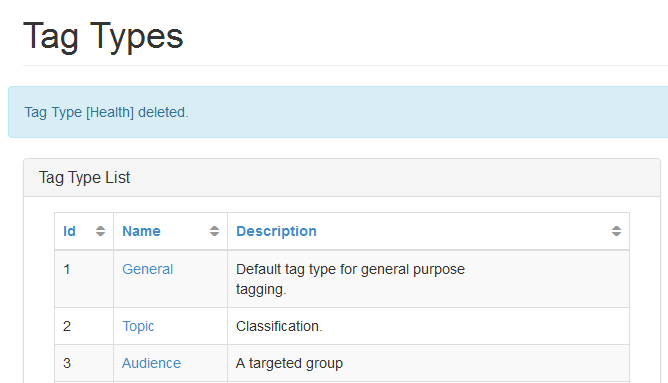 Tag Types
Tag Type [Health] deleted.
Tag Type List
Id Name Description
1 General Default tag type for general purpose
tagging.
2 Topic Classification.
3 Audience A targeted group